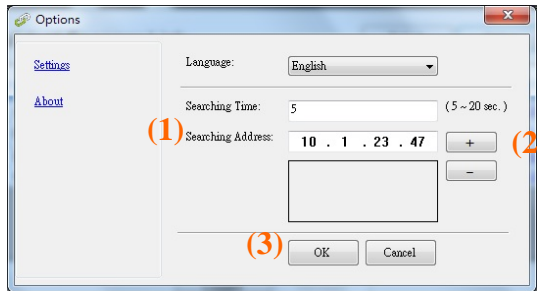 Options
x
Settings
Language:
English
About
Searching Time:
5
(5 ~ 20 sec.)
(1)
Searching Address:
10 . 1 . 23 . 47
+
(2
-
(3)
OK
Cancel